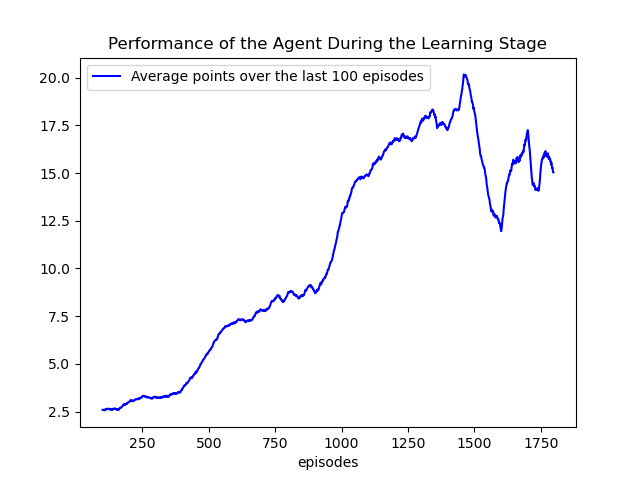 Performance of the Agent During the Learning Stage
Average points over the last 100 episodes
20.0
17.5
15.0
12.5
10.0
7.5
5.0
2.5
250 500 750 1000 1250 1500 1750
episodes